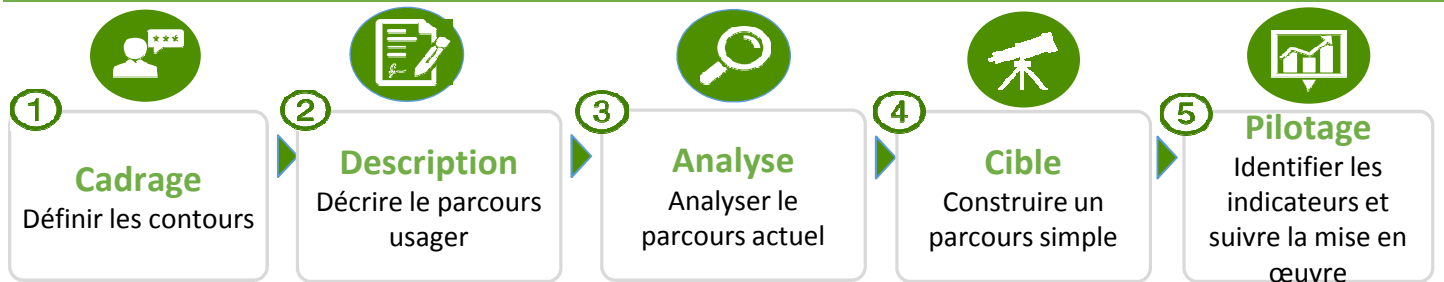 1
Cadrage
Définir les contours
2
Description
Décrire le parcours
usager
3
Analyse
Analyser le
parcours actuel
4
Cible
Construire un
parcours simple
5
Pilotage
Identifier les
indicateurs et
suivre la mise en
œuvre